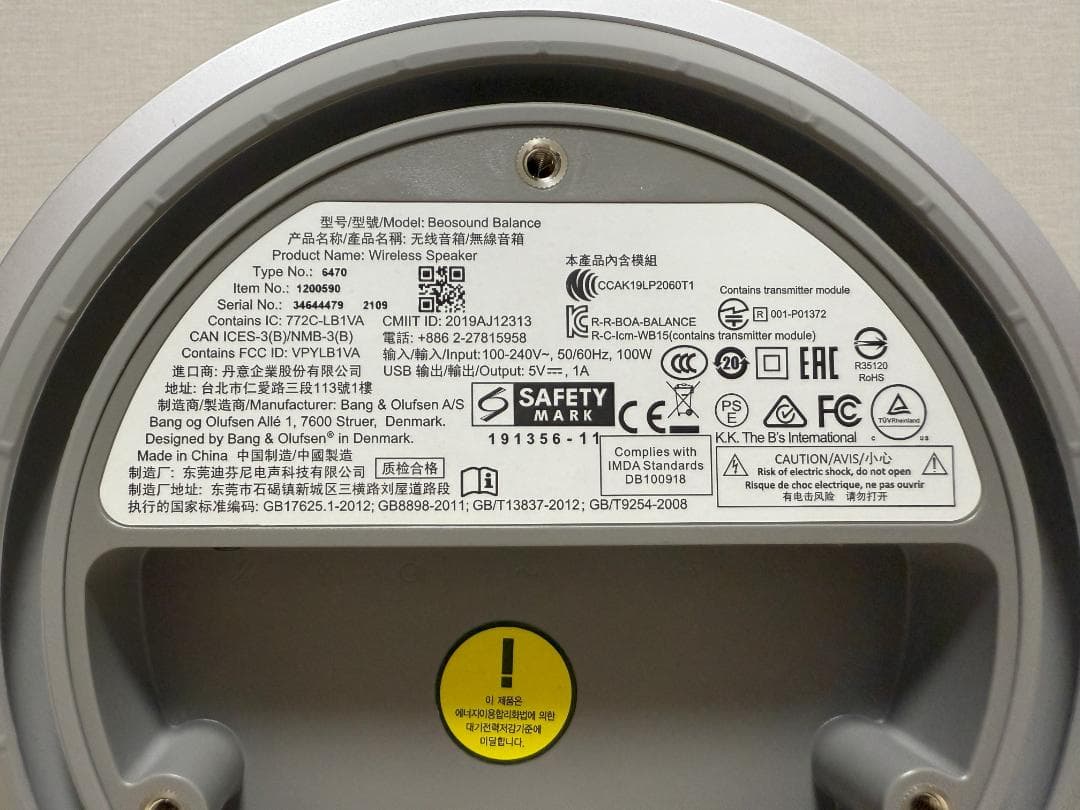 型号/型號/Model: Beosound Balance
产品名称/產品名稱: 无线音箱/無線音箱
Product Name: Wireless Speaker
Type No.: 6470
Item No.: 1200590
Serial No.: 34644479 2109
Contains IC: 772C-LB1VA
CAN ICES-3(B)/NMB-3(B)
Contains FCC ID: VPYLB1VA
CMIIT ID: 2019AJ12313
電話: +886 2-27815958
输入/輸入/Input:100-240V~, 50/60Hz, 100W
USB 输出/輸出/Output: 5V⎓, 1A
進口商: 丹意企業股份有限公司
地址: 台北市仁愛路三段113號1樓
制造商/製造商/Manufacturer: Bang & Olufsen A/S
Bang og Olufsen Allé 1, 7600 Struer, Denmark.
Designed by Bang & Olufsen® in Denmark.
Made in China 中国制造/中國製造
制造厂: 东莞迪芬尼电声科技有限公司
质检合格
制造厂地址: 东莞市石碣镇新城区三横路刘屋道路段
执行的国家标准编码: GB17625.1-2012; GB8898-2011; GB/T13837-2012; GB/T9254-2008
本產品內含模組
CCAK19LP2060T1
R-R-BOA-BALANCE
R-C-lcm-WB15(contains transmitter module)
Contains transmitter module
R 001-P01372
CCC
20
EAC
R35120
RoHS
SAFETY
MARK
191356-11
CE
PS
E
FC
TÜVRheinland
C US
K.K. The B's International
Complies with
IMDA Standards
DB100918
CAUTION/AVIS/小心
Risk of electric shock, do not open
Risque de choc electrique, ne pas ouvrir
有电击风险 请勿打开
!
이 제품은
에너지이용합리화법에 의한
대기전력저감기준에
미달합니다.